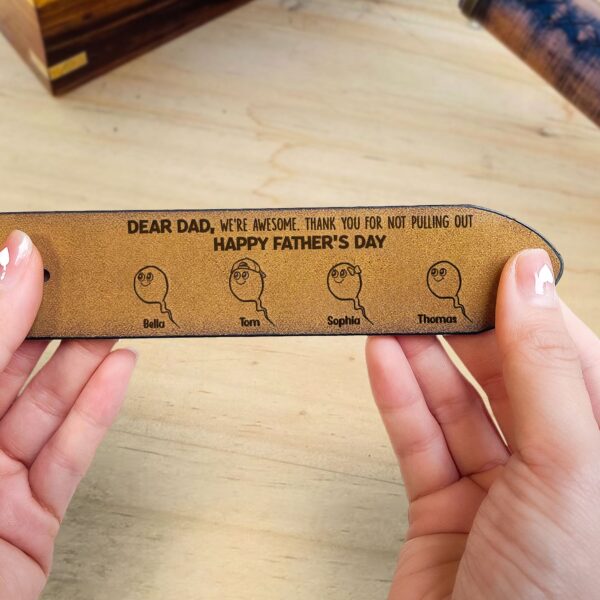 DEAR DAD, WE'RE AWESOME. THANK YOU FOR NOT PULLING OUT
HAPPY FATHER'S DAY
Bella Tom Sophia Thomas